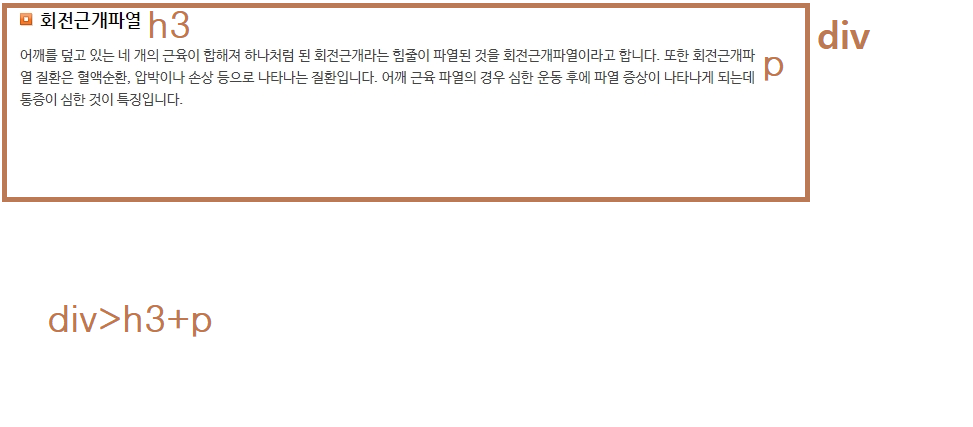 회전근개파열 h3
div
어깨를 덮고 있는 네 개의 근육이 합해져 하나처럼 된 회전근개라는 힘줄이 파열된 것을 회전근개파열이라고 합니다. 또한 회전근개파
p
열 질환은 혈액순환, 압박이나 손상 등으로 나타나는 질환입니다. 어깨 근육 파열의 경우 심한 운동 후에 파열 증상이 나타나게 되는데
통증이 심한 것이 특징입니다.
div>h3+p